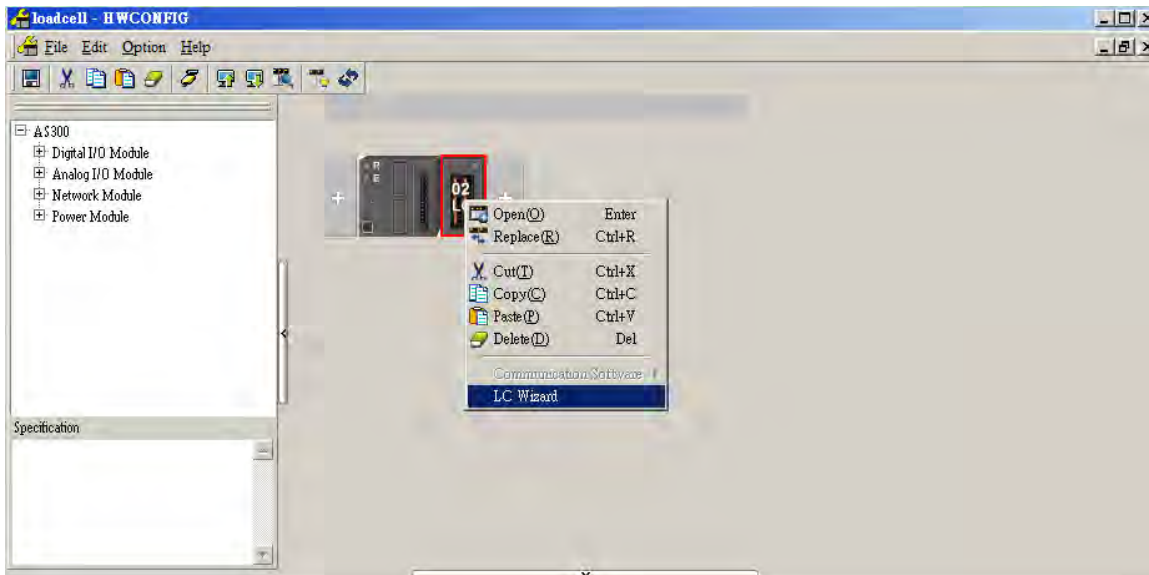 loadcell - HWCONFIG
File Edit Option Help
AS300
Digital I/O Module
Analog I/O Module
Network Module
Power Module
R
E
02
Open(O) Enter
Replace(R) Ctrl+R
Cut(T) Ctrl+X
Copy(C) Ctrl+C
Paste(P) Ctrl+V
Delete(D) Del
Communication Software
LC Wizard
Specification